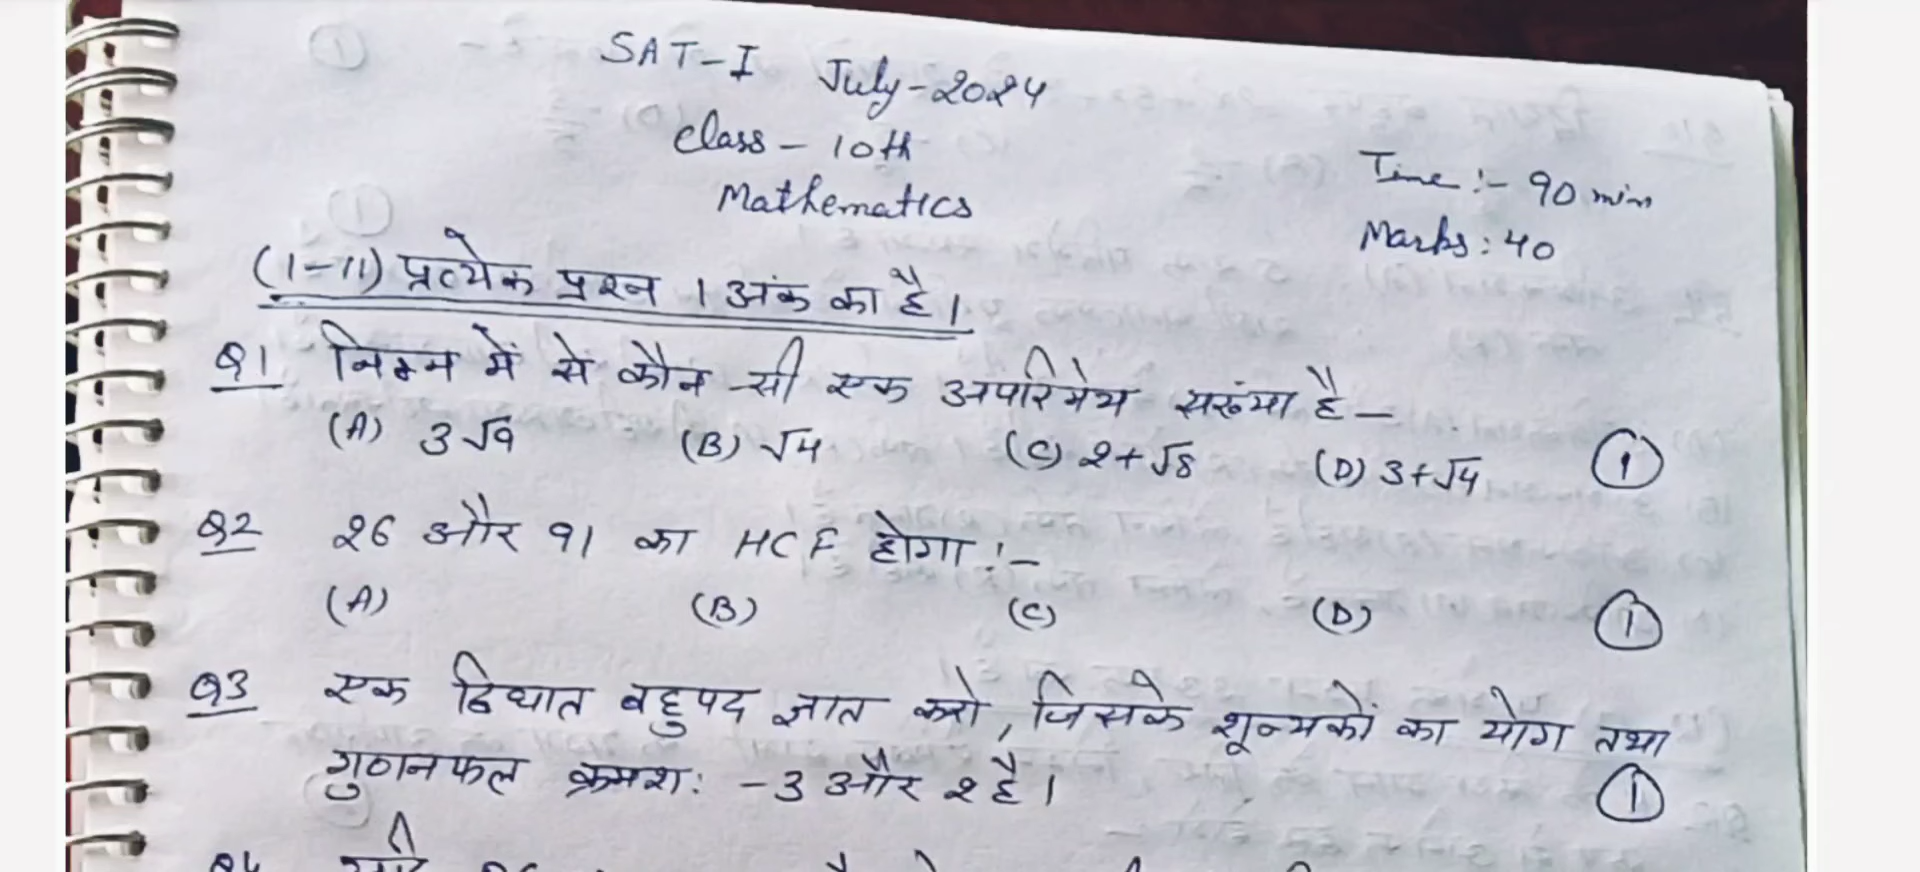 SAT-I July-2024
Class - 10th
Mathematics
Time :- 90 min
Marks : 40
(1-11) प्रत्येक प्रश्न 1 अंक का है।
Q1 निम्न में से कौन सी एक अपरिमेय संख्या है -
(A) 3√9 (B) √4 (C) 2+√8 (D) 3+√4 1
Q2 26 और 91 का HCF होगा :-
(A) (B) (C) (D) 1
Q3 एक द्विघात बहुपद ज्ञात करो, जिसके शून्यकों का योग तथा
गुणनफल क्रमश: -3 और 2 है। 1